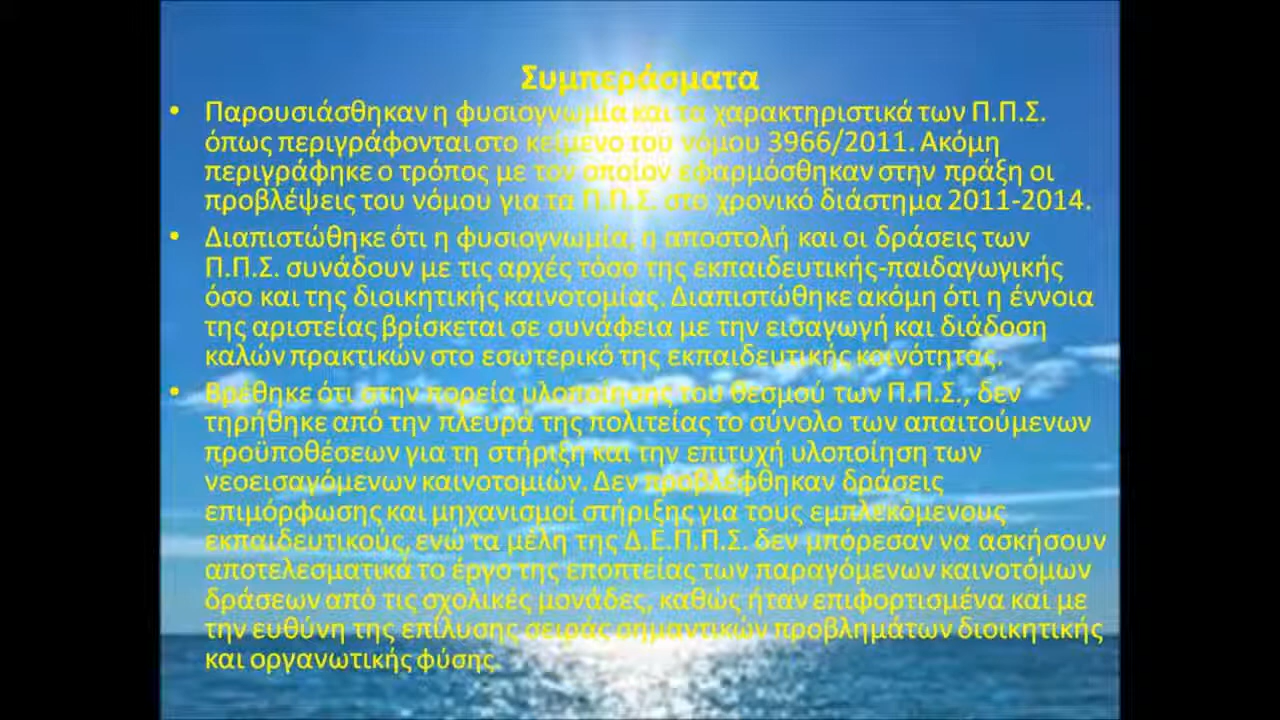 Συμπεράσματα
• Παρουσιάσθηκαν η φυσιογνωμία και τα χαρακτηριστικά των Π.Π.Σ.
όπως περιγράφονται στο κείμενο του νόμου 3966/2011. Ακόμη
περιγράφηκε ο τρόπος με τον οποίον εφαρμόσθηκαν στην πράξη οι
προβλέψεις του νόμου για τα Π.Π.Σ. στο χρονικό διάστημα 2011-2014.
• Διαπιστώθηκε ότι η φυσιογνωμία, η αποστολή και οι δράσεις των
Π.Π.Σ. συνάδουν με τις αρχές τόσο της εκπαιδευτικής-παιδαγωγικής
όσο και της διοικητικής καινοτομίας. Διαπιστώθηκε ακόμη ότι η έννοια
της αριστείας βρίσκεται σε συνάφεια με την εισαγωγή και διάδοση
καλών πρακτικών στο εσωτερικό της εκπαιδευτικής κοινότητας.
• Βρέθηκε ότι στην πορεία υλοποίησης του θεσμού των Π.Π.Σ., δεν
τηρήθηκε από την πλευρά της πολιτείας το σύνολο των απαιτούμενων
προϋποθέσεων για τη στήριξη και την επιτυχή υλοποίηση των
νεοεισαγόμενων καινοτομιών. Δεν προβλέφθηκαν δράσεις
επιμόρφωσης και μηχανισμοί στήριξης για τους εμπλεκόμενους
εκπαιδευτικούς, ενώ τα μέλη της Δ.Ε.Π.Π.Σ. δεν μπόρεσαν να ασκήσουν
αποτελεσματικά το έργο της εποπτείας των παραγόμενων καινοτόμων
δράσεων από τις σχολικές μονάδες, καθώς ήταν επιφορτισμένα και με
την ευθύνη της επίλυσης σειράς σημαντικών προβλημάτων διοικητικής
και οργανωτικής φύσης.